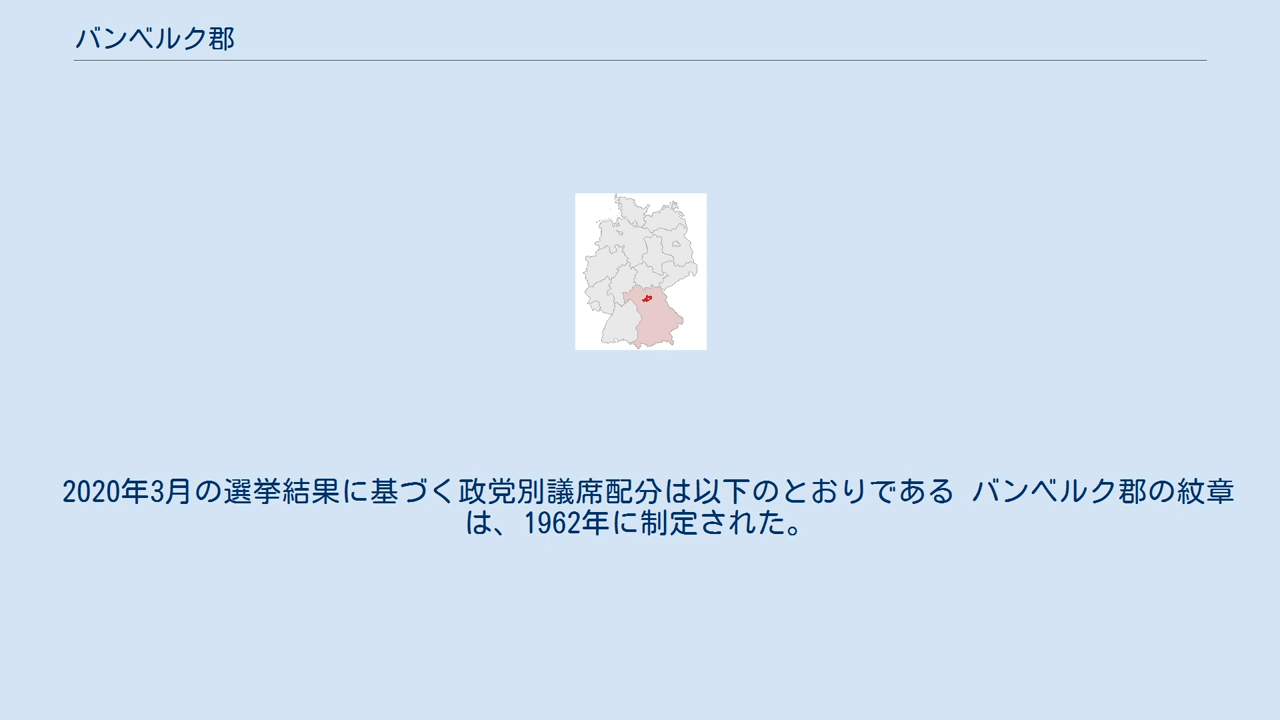 バンベルク郡
2020年3月の選挙結果に基づく政党別議席配分は以下のとおりである バンベルク郡の紋章
は、1962年に制定された。